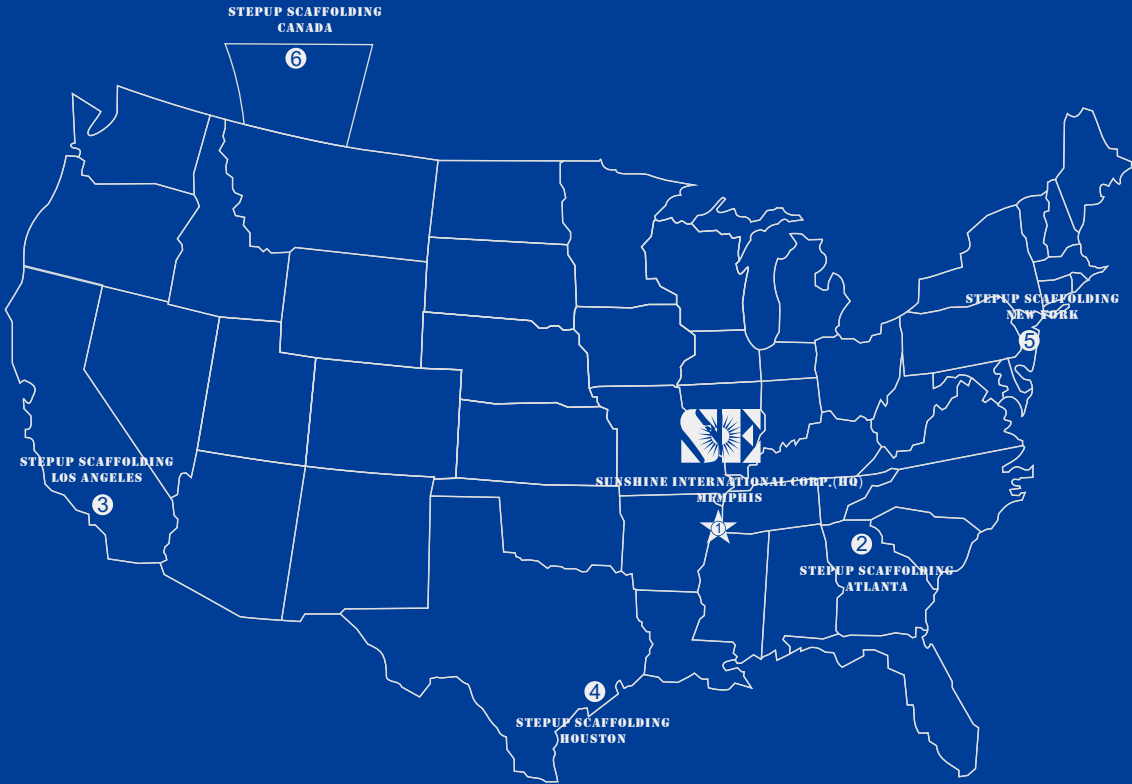 STEPUP SCAFFOLDING
CANADA
6
STEPUP SCAFFOLDING
NEW YORK
5
SE
STEPUP SCAFFOLDING
LOS ANGELES
3
SUNSHINE INTERNATIONAL CORP.(HQ)
MEMPHIS
1
2
STEPUP SCAFFOLDING
ATLANTA
4
STEPUP SCAFFOLDING
HOUSTON